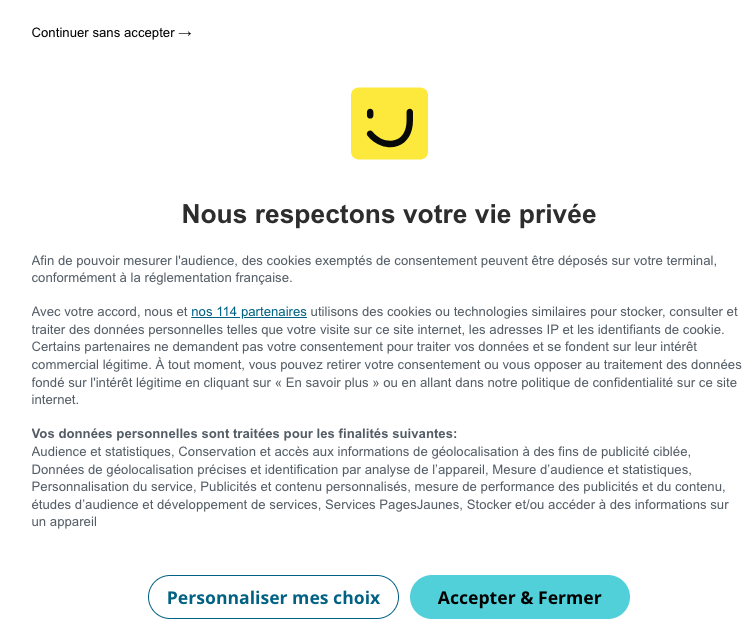 Continuer sans accepter →
Nous respectons votre vie privée
Afin de pouvoir mesurer l'audience, des cookies exemptés de consentement peuvent être déposés sur votre terminal,
conformément à la réglementation française.
Avec votre accord, nous et nos 114 partenaires utilisons des cookies ou technologies similaires pour stocker, consulter et
traiter des données personnelles telles que votre visite sur ce site internet, les adresses IP et les identifiants de cookie.
Certains partenaires ne demandent pas votre consentement pour traiter vos données et se fondent sur leur intérêt
commercial légitime. À tout moment, vous pouvez retirer votre consentement ou vous opposer au traitement des données
fondé sur l'intérêt légitime en cliquant sur « En savoir plus » ou en allant dans notre politique de confidentialité sur ce site
internet.
Vos données personnelles sont traitées pour les finalités suivantes:
Audience et statistiques, Conservation et accès aux informations de géolocalisation à des fins de publicité ciblée,
Données de géolocalisation précises et identification par analyse de l’appareil, Mesure d’audience et statistiques,
Personnalisation du service, Publicités et contenu personnalisés, mesure de performance des publicités et du contenu,
études d’audience et développement de services, Services PagesJaunes, Stocker et/ou accéder à des informations sur
un appareil
Personnaliser mes choix
Accepter & Fermer